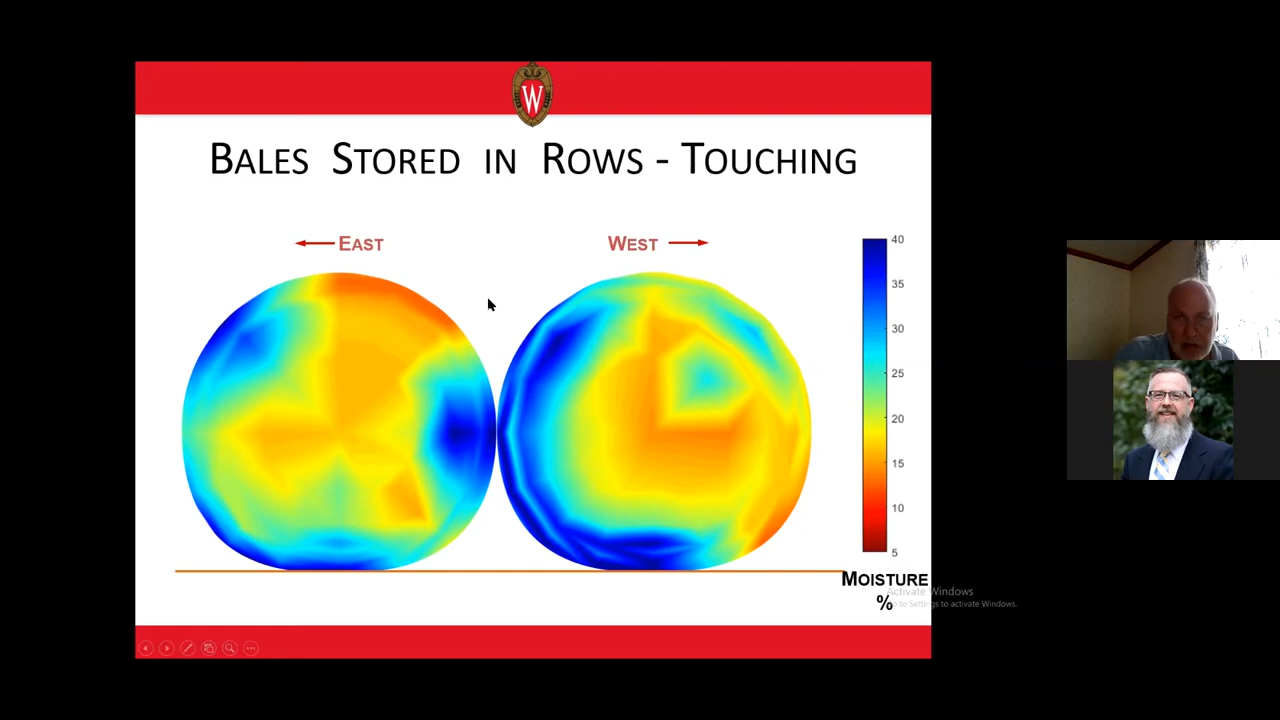 W
BALES STORED IN ROWS - TOUCHING
EAST
WEST
40
35
30
25
20
15
10
5
MOISTURE
%
Activate Windows
to Settings to activate Windows.